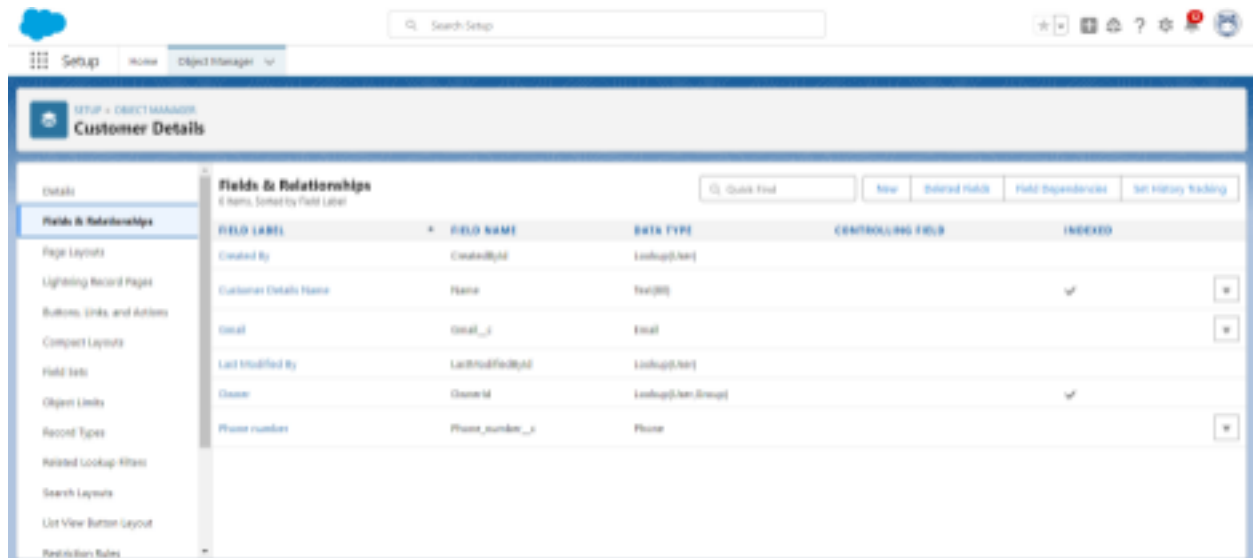 Search Setup
Setup Home Object Manager
SETUP > OBJECT MANAGER
Customer Details
Details
Fields & Relationships
Page Layouts
Lightning Record Pages
Buttons, Links, and Actions
Compact Layouts
Field Sets
Object Limits
Record Types
Related Lookup Filters
Search Layouts
List View Button Layout
Restriction Rules
Fields & Relationships
6 Items, Sorted by Field Label
Quick Find New Deleted Fields Field Dependencies Set History Tracking
FIELD LABEL FIELD NAME DATA TYPE CONTROLLING FIELD INDEXED
Created By CreatedById Lookup(User)
Customer Details Name Name Text(80)
Gmail Gmail__c Email
Last Modified By LastModifiedById Lookup(User)
Owner OwnerId Lookup(User,Group)
Phone number Phone_number__c Phone